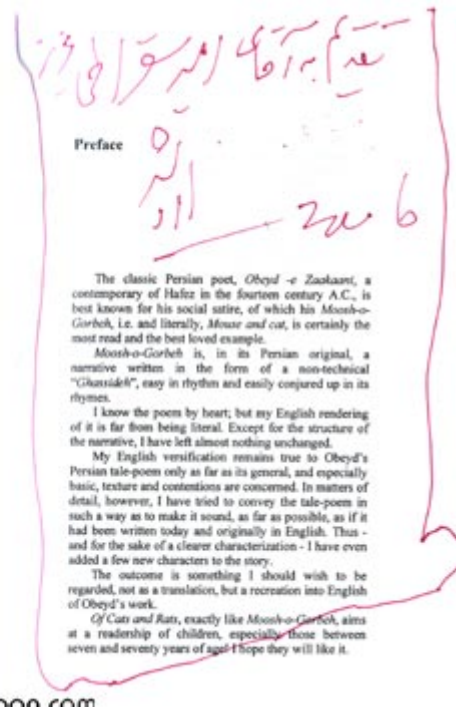 تقدیم به آقای امیر سقراطی عزیز
با مهر
Preface
The classic Persian poet, Obeyd -e Zaakaani, a
contemporary of Hafez in the fourteen century A.C., is
best known for his social satire, of which his Moosh-o-
Gorbeh, i.e. and literally, Mouse and cat, is certainly the
most read and the best loved example.
Moosh-o-Gorbeh is, in its Persian original, a
narrative written in the form of a non-technical
"Ghassideh", easy in rhythm and easily conjured up in its
rhymes.
I know the poem by heart; but my English rendering
of it is far from being literal. Except for the structure of
the narrative, I have left almost nothing unchanged.
My English versification remains true to Obeyd's
Persian tale-poem only as far as its general, and especially
basic, texture and contentions are concerned. In matters of
detail, however, I have tried to convey the tale-poem in
such a way as to make it sound, as far as possible, as if it
had been written today and originally in English. Thus -
and for the sake of a clearer characterization - I have even
added a few new characters to the story.
The outcome is something I should wish to be
regarded, not as a translation, but a recreation into English
of Obeyd's work.
Of Cats and Rats, exactly like Moosh-o-Gorbeh, aims
at a readership of children, especially those between
seven and seventy years of age! I hope they will like it.